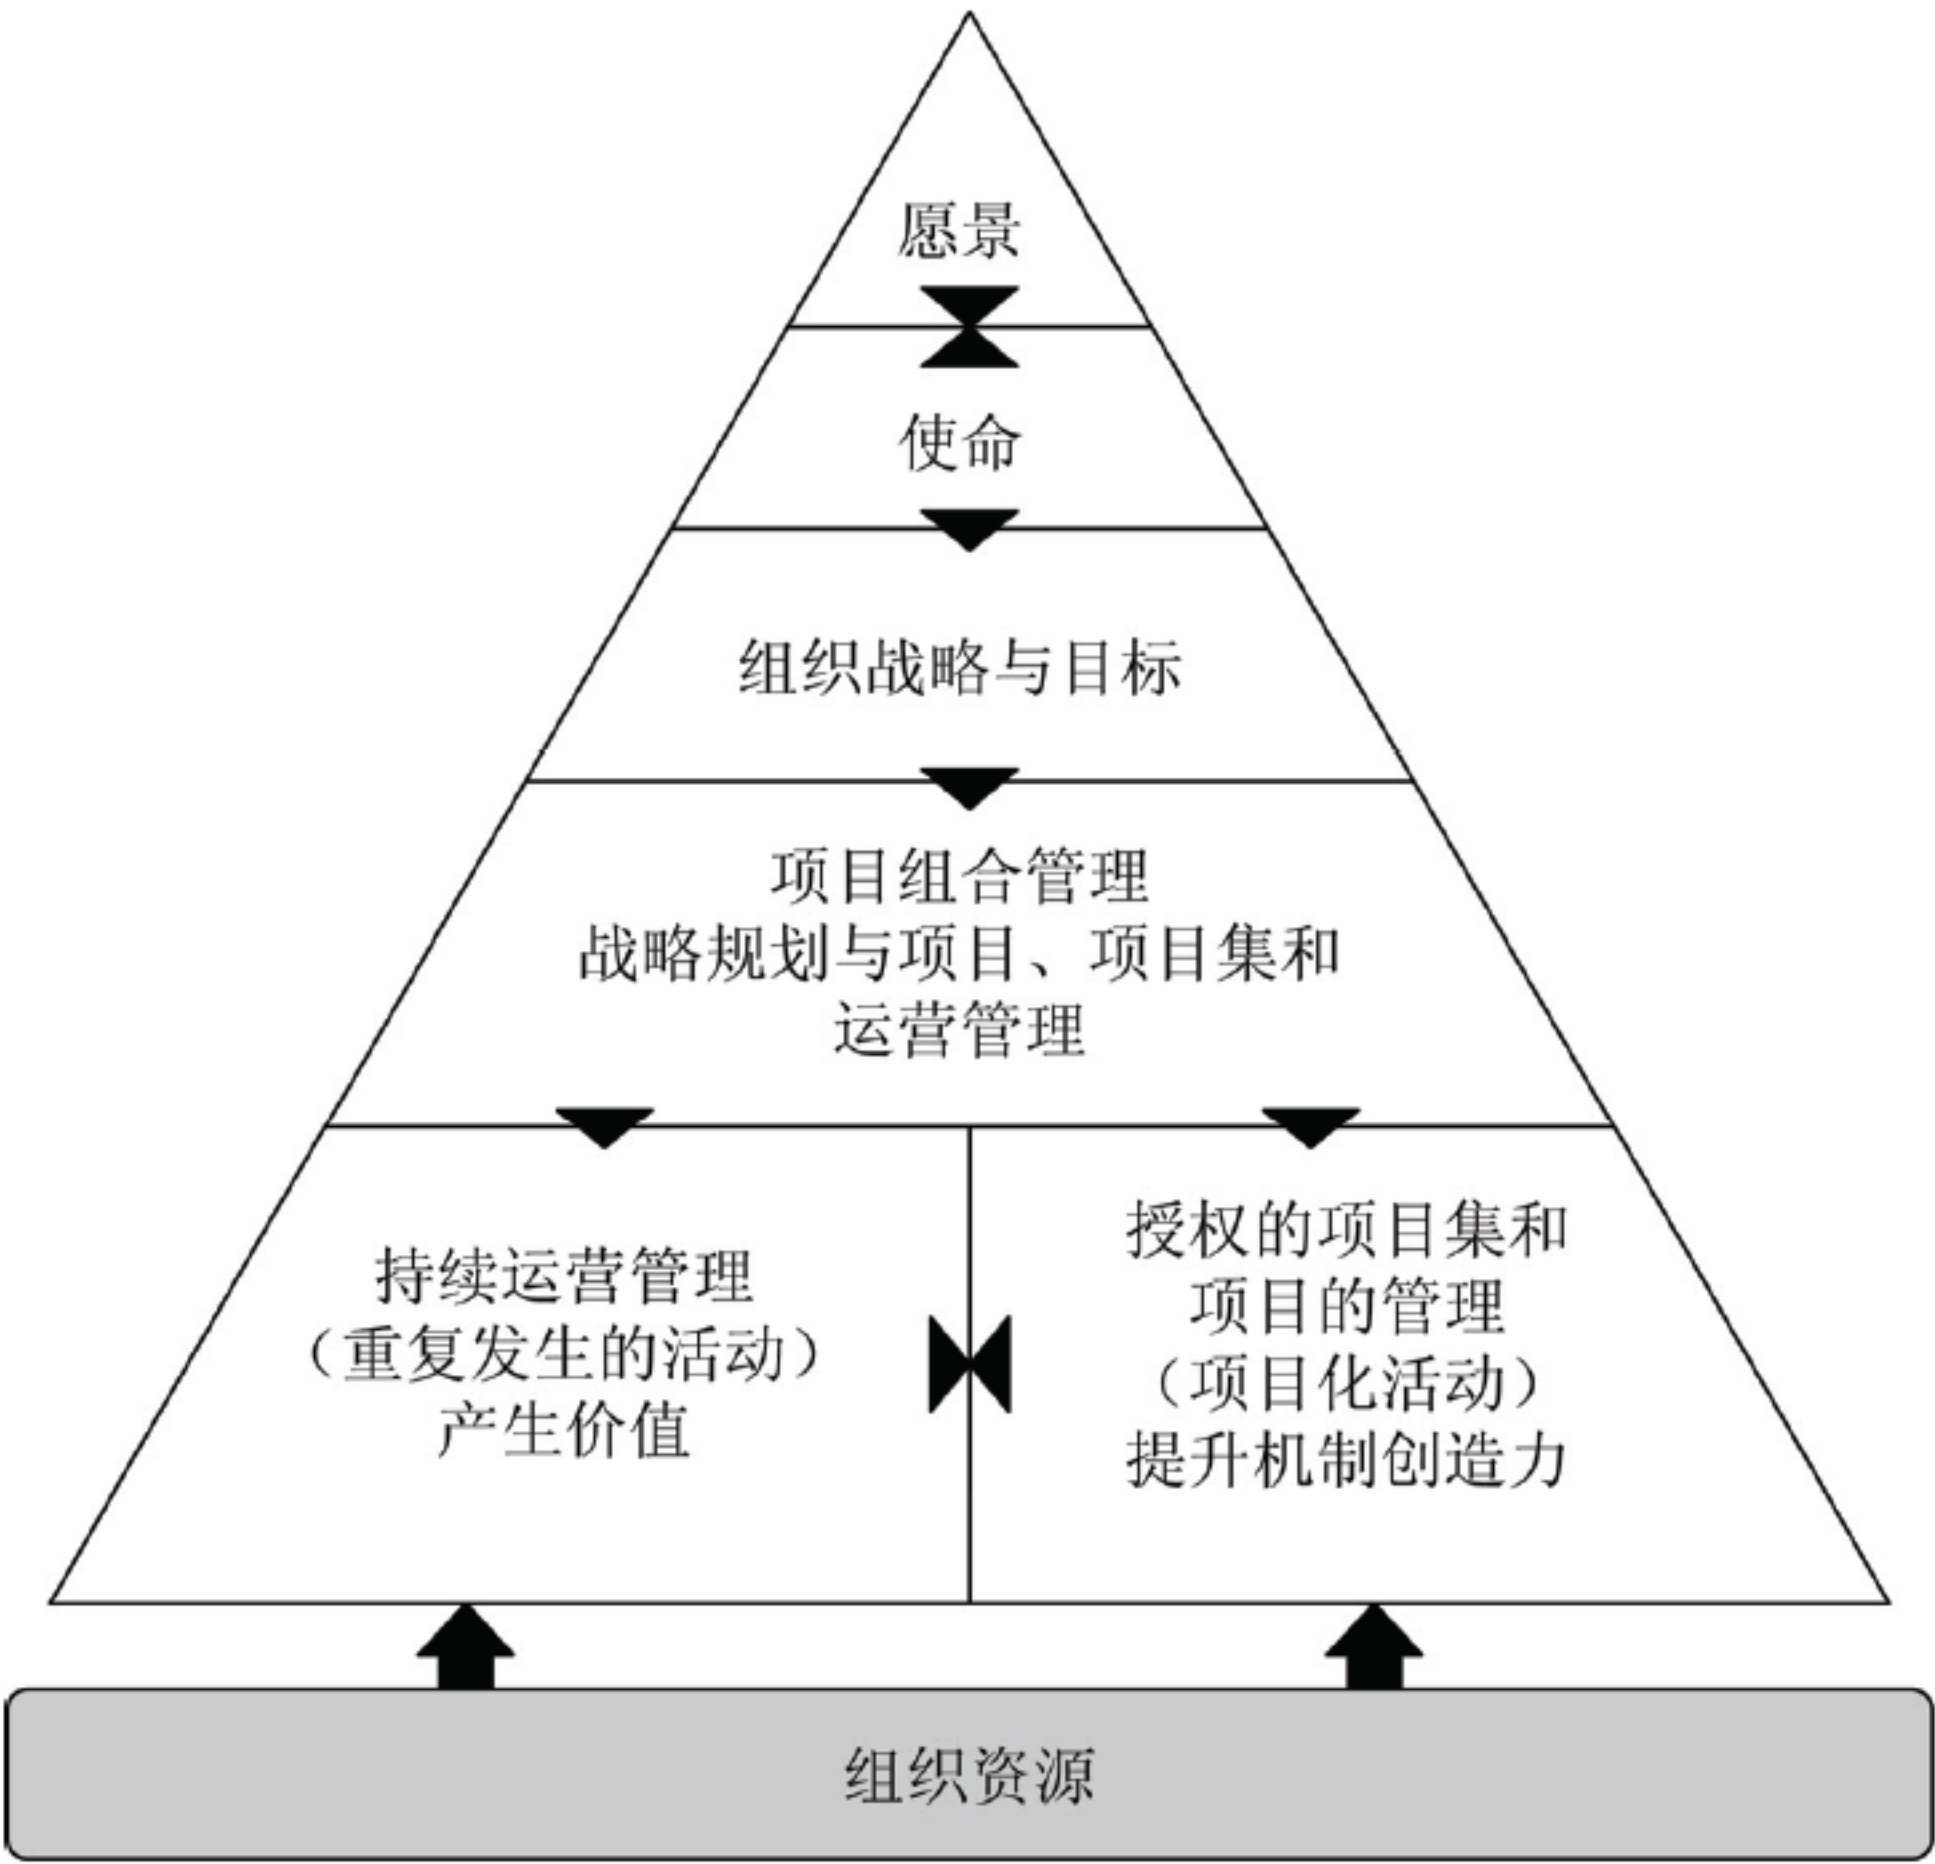 愿景
使命
组织战略与目标
项目组合管理
战略规划与项目、项目集和
运营管理
持续运营管理
（重复发生的活动）
产生价值
授权的项目集和
项目的管理
（项目化活动）
提升机制创造力
组织资源